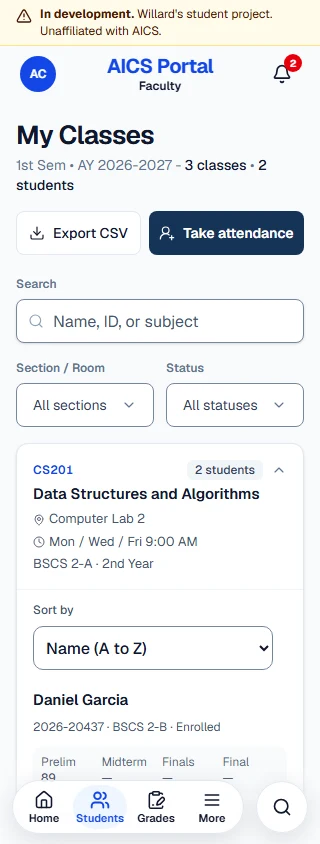 In development. Willard's student project.
Unaffiliated with AICS.
AC
AICS Portal
Faculty
2
My Classes
1st Sem • AY 2026-2027 - 3 classes • 2
students
Export CSV
Take attendance
Search
Name, ID, or subject
Section / Room
Status
All sections
All statuses
CS201
2 students
Data Structures and Algorithms
Computer Lab 2
Mon / Wed / Fri 9:00 AM
BSCS 2-A · 2nd Year
Sort by
Name (A to Z)
Daniel Garcia
2026-20437 · BSCS 2-B · Enrolled
Prelim Midterm Finals Final
89 — — —
Home
Students
Grades
More